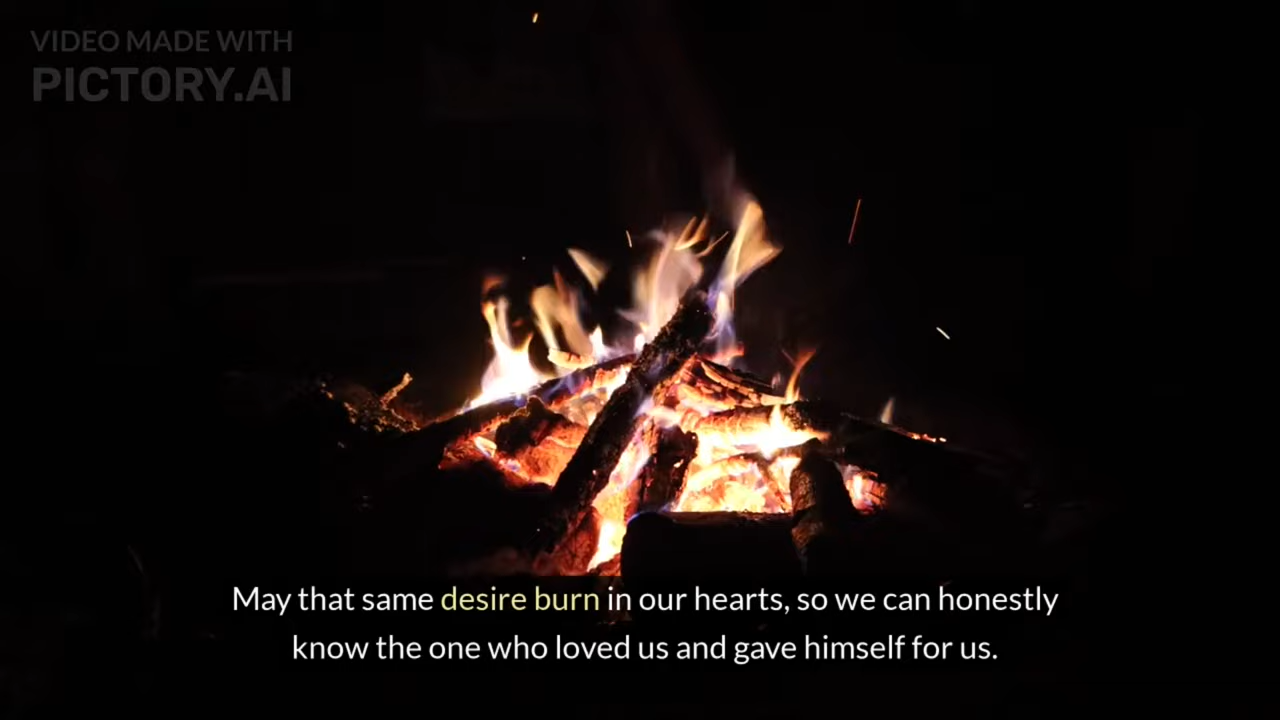 VIDEO MADE WITH
PICTORY.AI
May that same desire burn in our hearts, so we can honestly
know the one who loved us and gave himself for us.